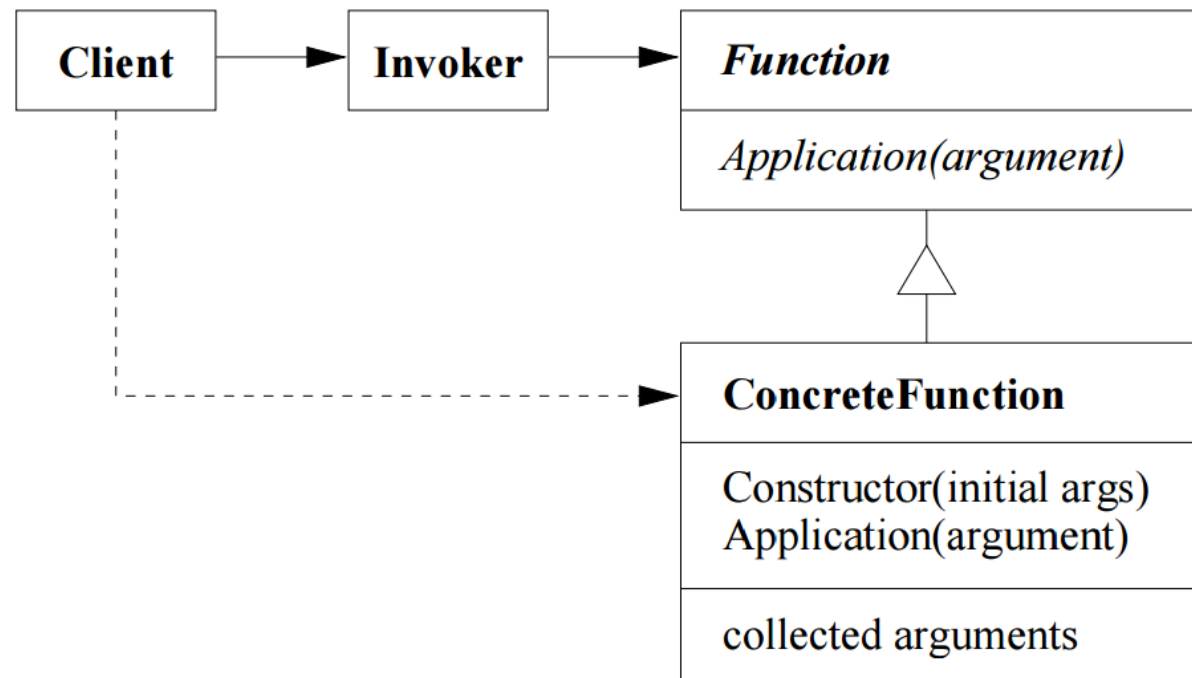 Client
Invoker
Function
Application(argument)
ConcreteFunction
Constructor(initial args)
Application(argument)
collected arguments